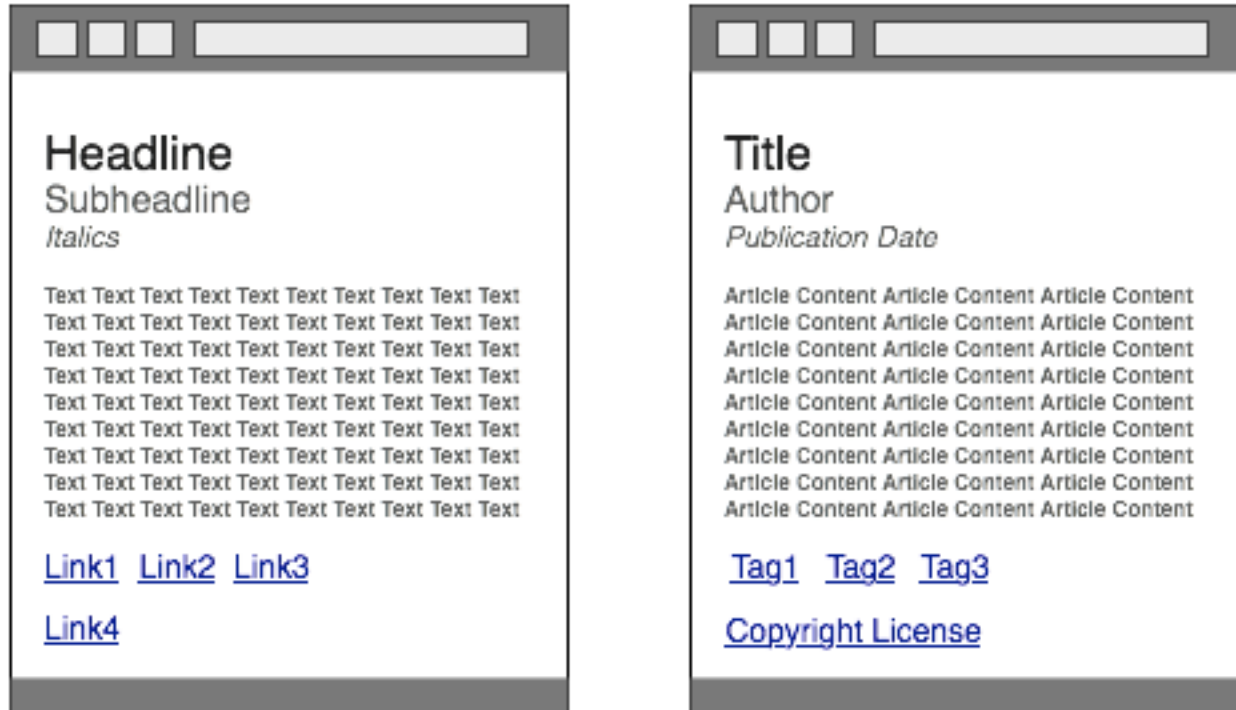 Headline
Subheadline
Italics
Text Text Text Text Text Text Text Text Text Text
Text Text Text Text Text Text Text Text Text Text
Text Text Text Text Text Text Text Text Text Text
Text Text Text Text Text Text Text Text Text Text
Text Text Text Text Text Text Text Text Text Text
Text Text Text Text Text Text Text Text Text Text
Text Text Text Text Text Text Text Text Text Text
Text Text Text Text Text Text Text Text Text Text
Text Text Text Text Text Text Text Text Text Text
Link1 Link2 Link3
Link4
Title
Author
Publication Date
Article Content Article Content Article Content
Article Content Article Content Article Content
Article Content Article Content Article Content
Article Content Article Content Article Content
Article Content Article Content Article Content
Article Content Article Content Article Content
Article Content Article Content Article Content
Article Content Article Content Article Content
Article Content Article Content Article Content
Tag1 Tag2 Tag3
Copyright License